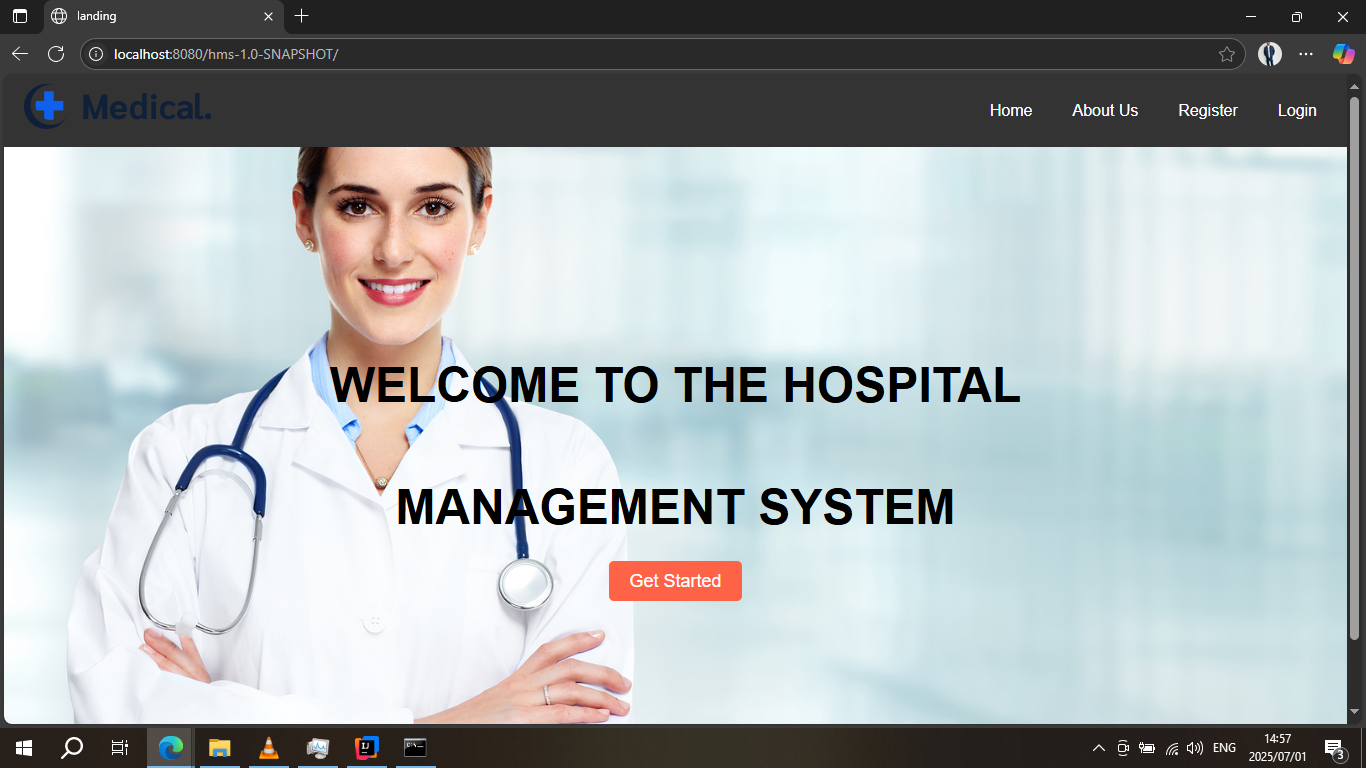 landing
localhost:8080/hms-1.0-SNAPSHOT/
Medical.
Home About Us Register Login
WELCOME TO THE HOSPITAL
MANAGEMENT SYSTEM
Get Started
ENG
14:57
2025/07/01
3